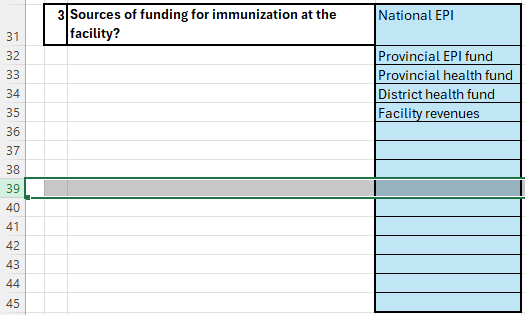 3 Sources of funding for immunization at the National EPI
31 facility?
32 Provincial EPI fund
33 Provincial health fund
34 District health fund
35 Facility revenues
36
37
38
39
40
41
42
43
44
45